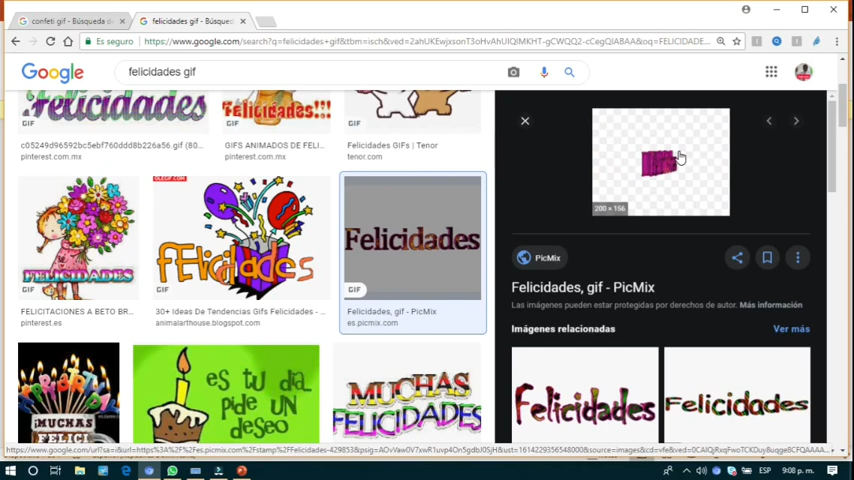 confeti gif - Búsqueda d
felicidades gif - Búsqued
Es seguro
https://www.google.com/search?q=felicidades+gif&tbm=isch&ved=2ahUKEwjxsonT3oHvAhUIQIMKHT-gCWQQ2-cCegQIABAA&oq=FELICIDADE
Google
felicidades gif
felicidades
Felicidades!!!
GIF
GIF
GIF
c05249d96592bc5ebf760ddd8b226a56.gif (80...
pinterest.com.mx
GIFS ANIMADOS DE FELI...
pinterest.com.mx
Felicidades GIFs | Tenor
tenor.com
200 × 156
OLEGIF.COM
FELICIDADES
FELICIDADES
Felicidades
GIF
GIF
GIF
FELICITACIONES A BETO BR...
pinterest.es
30+ Ideas De Tendencias Gifs Felicidades - ...
animalarthouse.blogspot.com
Felicidades, gif - PicMix
es.picmix.com
PicMix
Felicidades, gif - PicMix
Las imágenes pueden estar protegidas por derechos de autor. Más información
Imágenes relacionadas
Ver más
¡MUCHAS
FELICI
es tu día
pide un
deseo
MUCHAS
FELICIDADES
Felicidades
Felicidades
ESP
9:08 p. m.